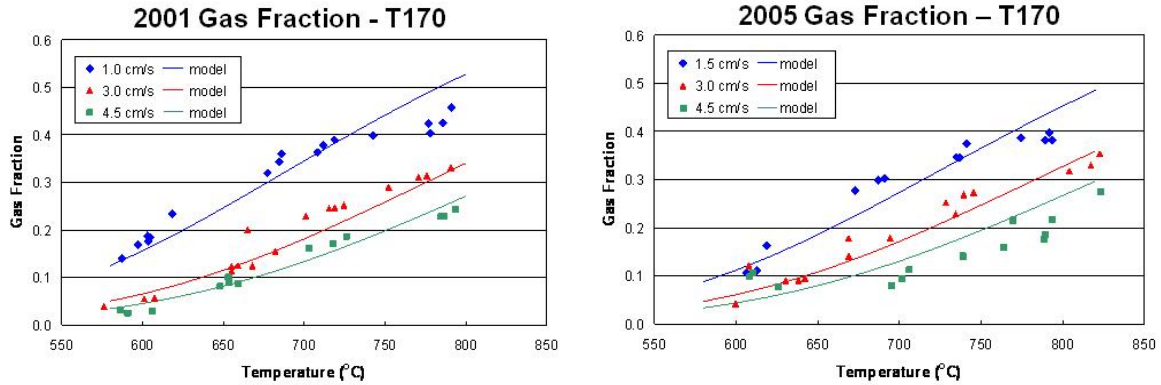 2001 Gas Fraction - T170
0.6
0.5
0.4
0.3
0.2
0.1
0.0
Gas Fraction
1.0 cm/s model
3.0 cm/s model
4.5 cm/s model
550 600 650 700 750 800 850
Temperature (°C)
2005 Gas Fraction – T170
0.6
0.5
0.4
0.3
0.2
0.1
0.0
Gas Fraction
1.5 cm/s model
3.0 cm/s model
4.5 cm/s model
550 600 650 700 750 800 850
Temperature (°C)